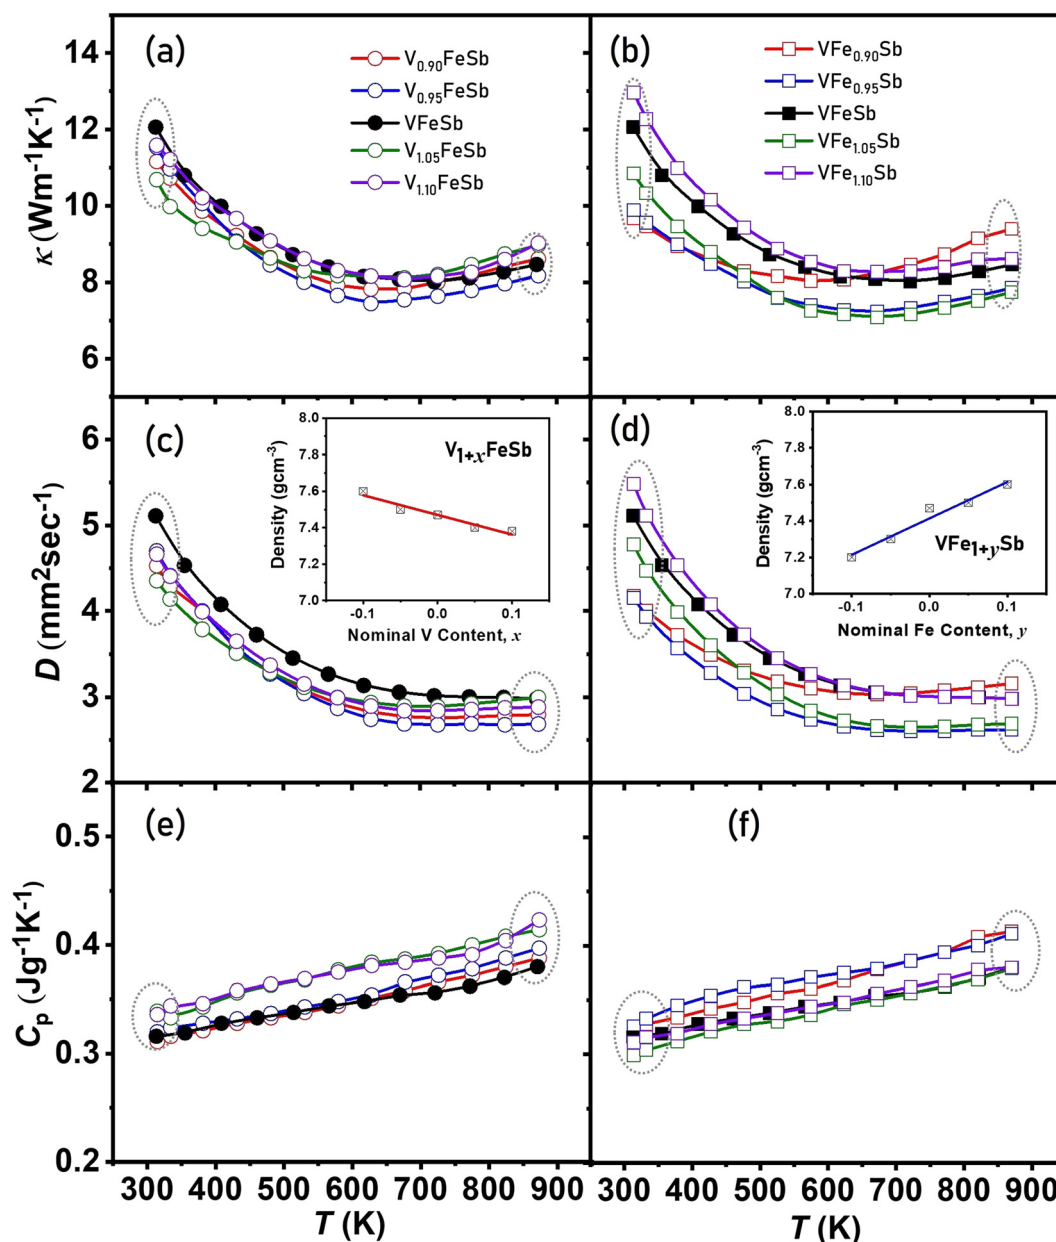 (a)
V0.90FeSb
V0.95FeSb
VFeSb
V1.05FeSb
V1.10FeSb
14
12
10
8
6
κ (Wm-1K-1)
(b)
VFe0.90Sb
VFe0.95Sb
VFeSb
VFe1.05Sb
VFe1.10Sb
(c)
6
5
4
3
2
D (mm2sec-1)
8.0
7.8
7.6
7.4
7.2
7.0
Density (gcm-3)
V1+xFeSb
-0.1 0.0 0.1
Nominal V Content, x
(d)
8.0
7.8
7.6
7.4
7.2
7.0
Density (gcm-3)
VFe1+ySb
-0.1 0.0 0.1
Nominal Fe Content, y
(e)
0.5
0.4
0.3
0.2
Cp (Jg-1K-1)
(f)
300 400 500 600 700 800 900
T (K)
300 400 500 600 700 800 900
T (K)